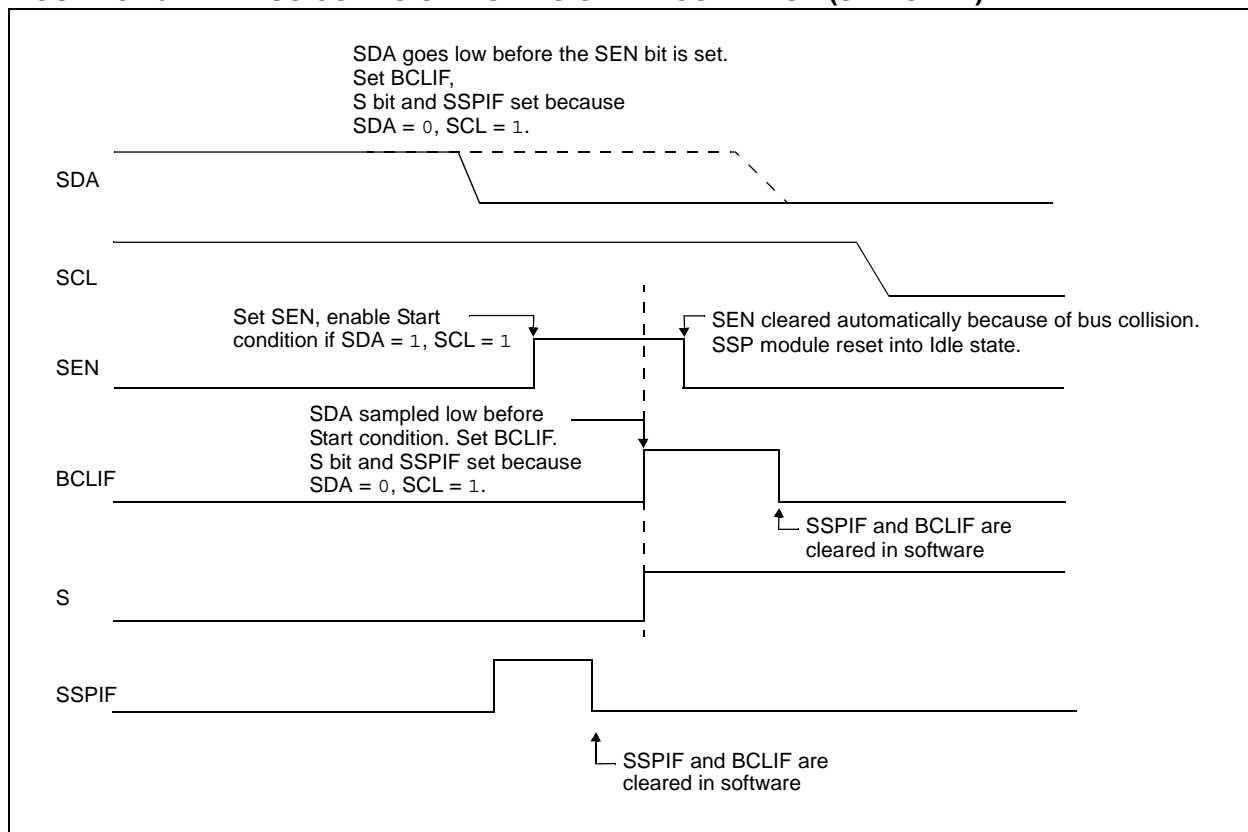 SDA goes low before the SEN bit is set.
Set BCLIF,
S bit and SSPIF set because
SDA = 0, SCL = 1.
SDA
SCL
Set SEN, enable Start
condition if SDA = 1, SCL = 1
SEN cleared automatically because of bus collision.
SSP module reset into Idle state.
SEN
SDA sampled low before
Start condition. Set BCLIF.
S bit and SSPIF set because
SDA = 0, SCL = 1.
BCLIF
SSPIF and BCLIF are
cleared in software
S
SSPIF
SSPIF and BCLIF are
cleared in software